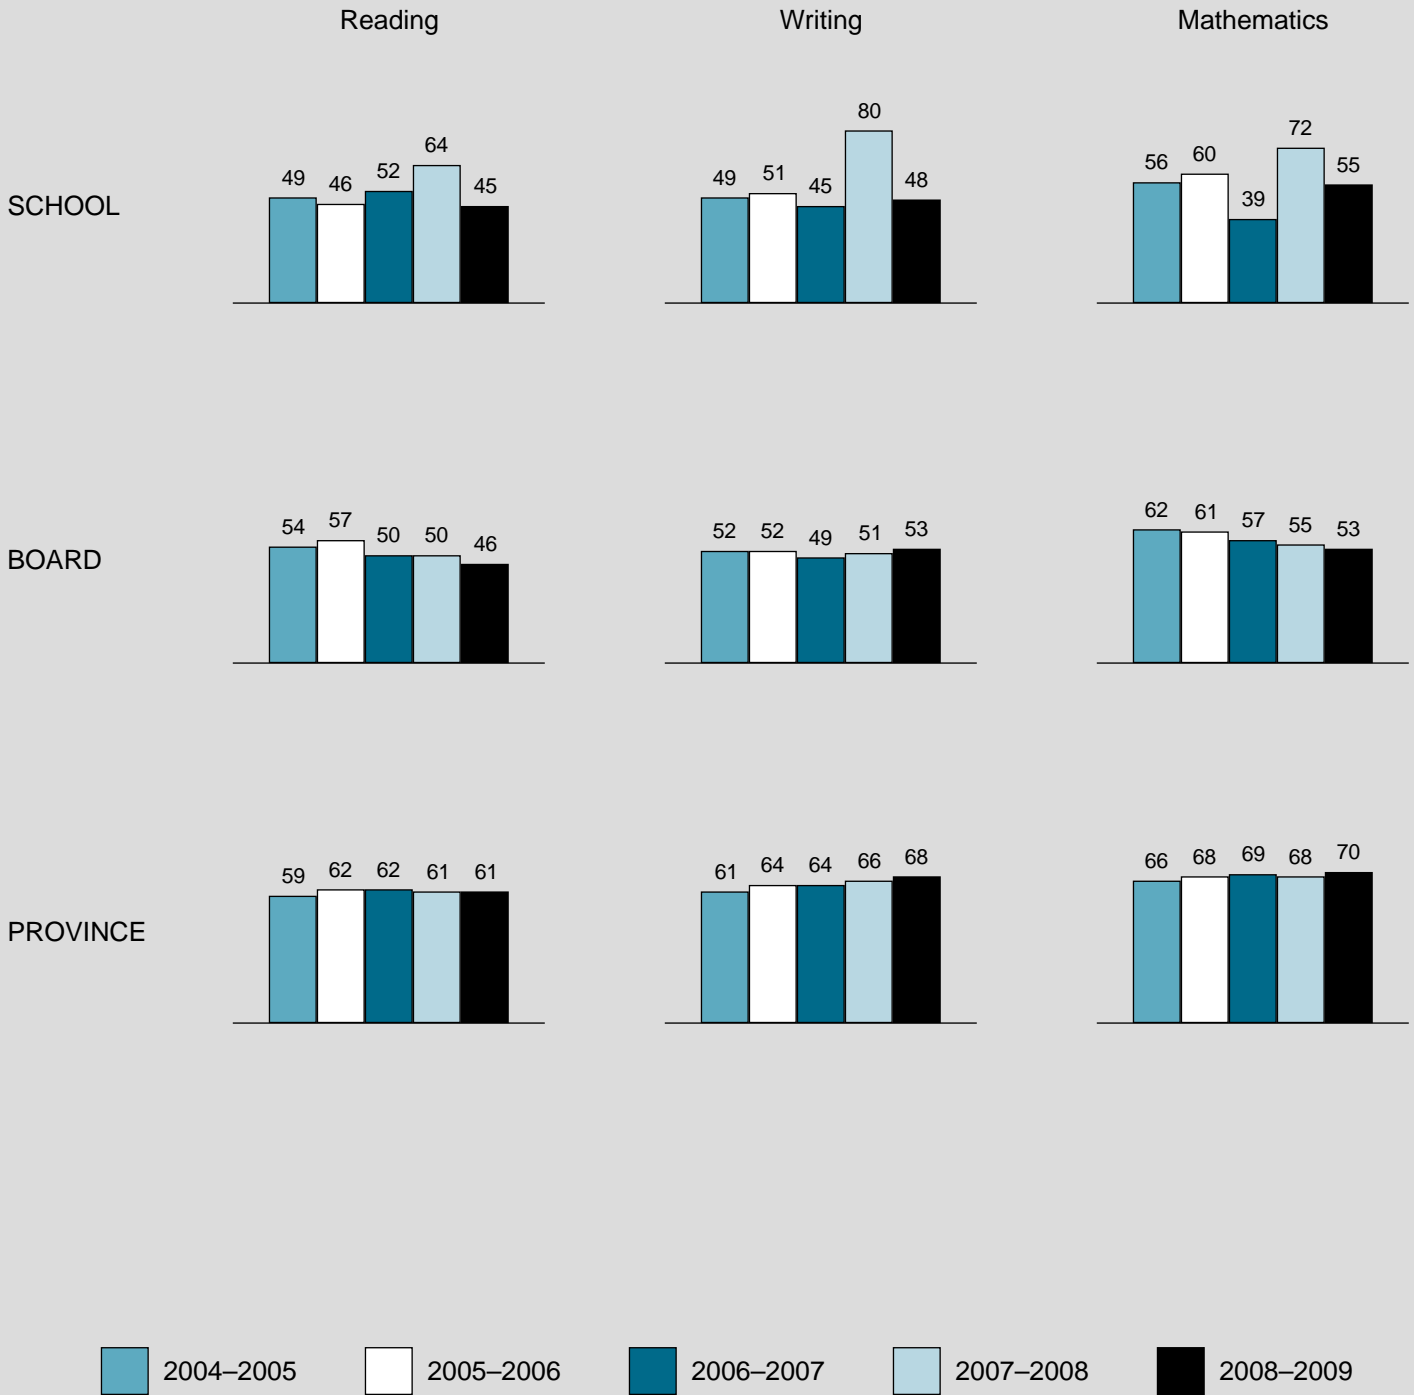 Reading Writing Mathematics
SCHOOL
49 46 52 64 45
49 51 45 80 48
56 60 39 72 55
BOARD
54 57 50 50 46
52 52 49 51 53
62 61 57 55 53
PROVINCE
59 62 62 61 61
61 64 64 66 68
66 68 69 68 70
2004–2005 2005–2006 2006–2007 2007–2008 2008–2009